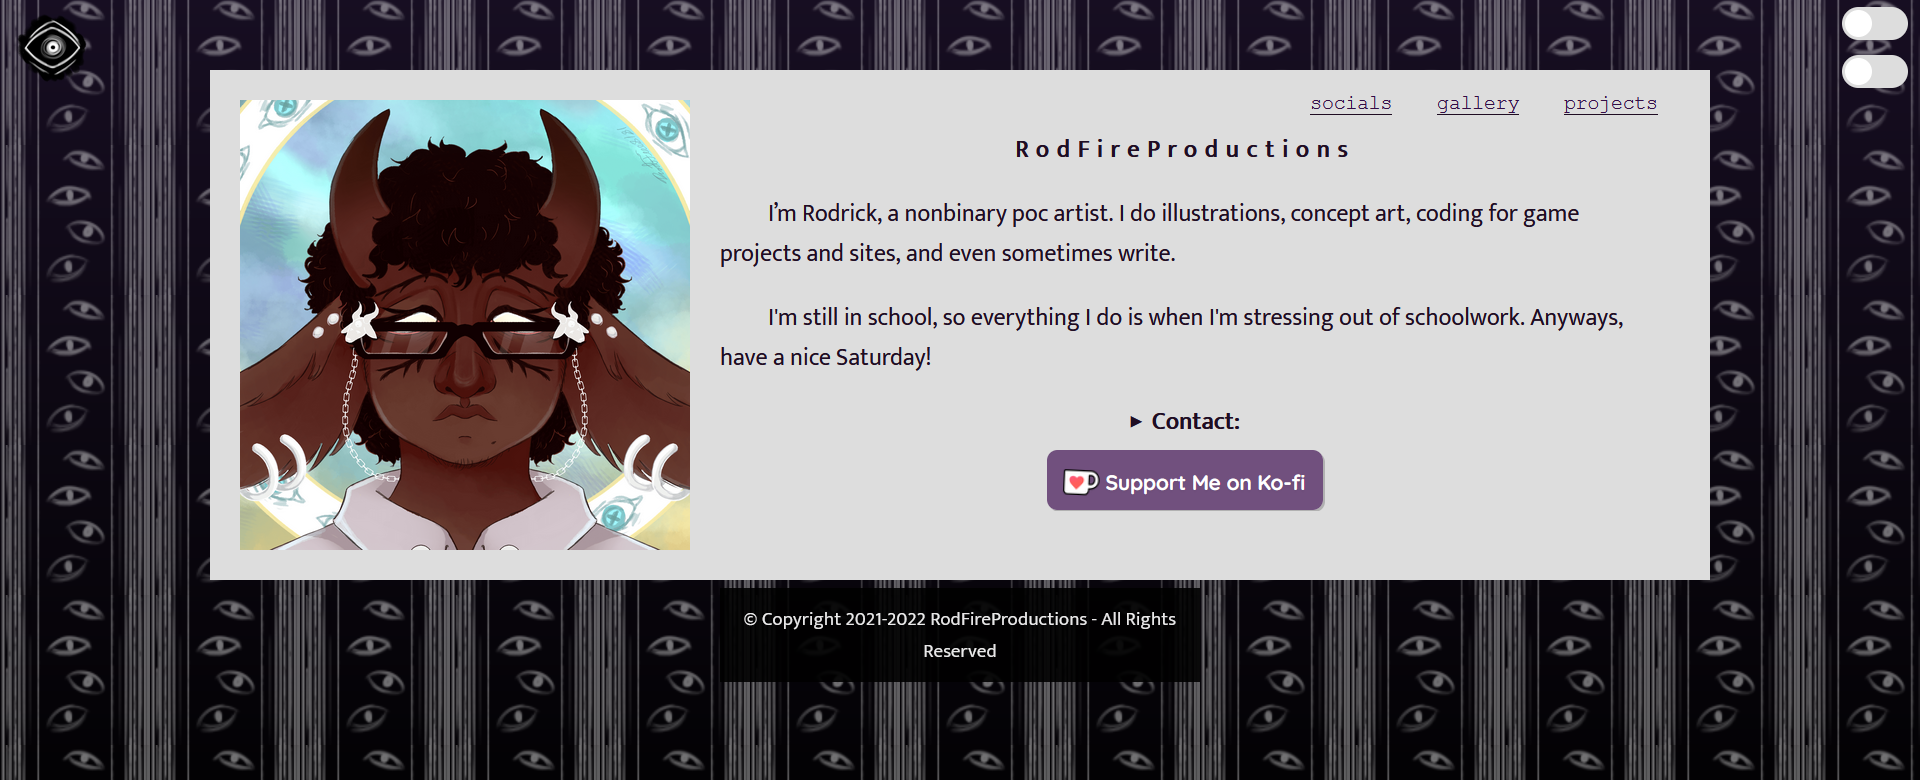 socials gallery projects
RodFireProductions
I’m Rodrick, a nonbinary poc artist. I do illustrations, concept art, coding for game
projects and sites, and even sometimes write.
I'm still in school, so everything I do is when I'm stressing out of schoolwork. Anyways,
have a nice Saturday!
► Contact:
Support Me on Ko-fi
© Copyright 2021-2022 RodFireProductions - All Rights
Reserved